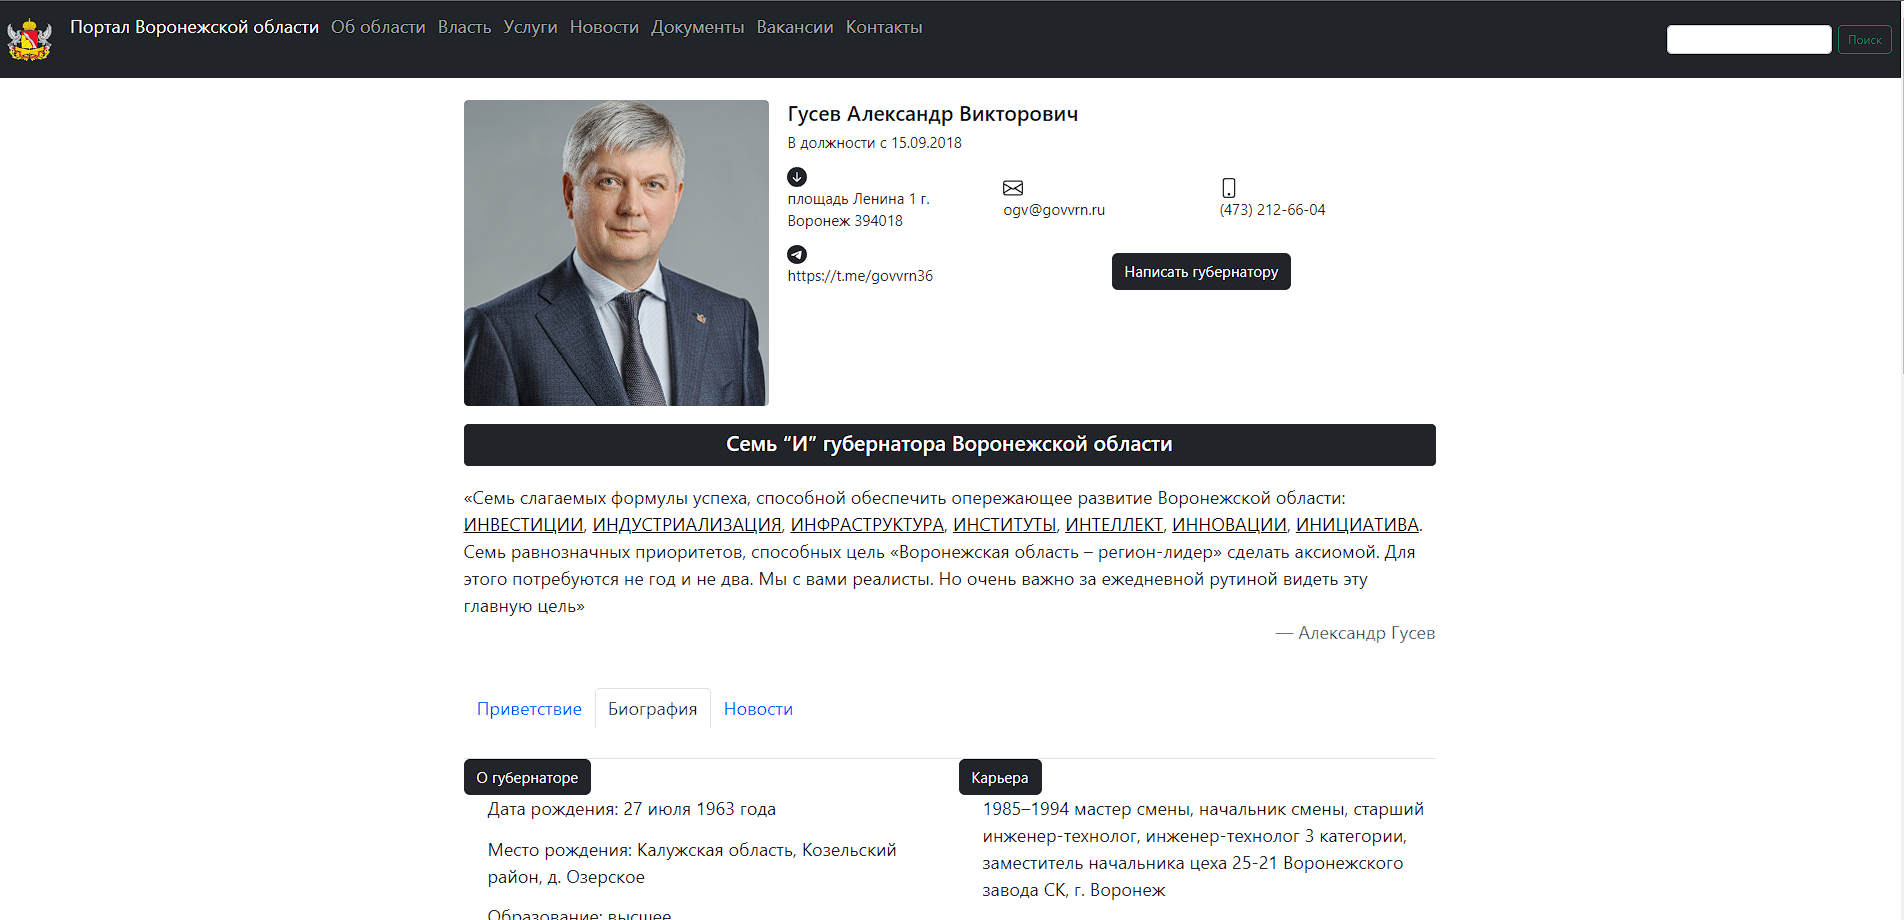 Портал Воронежской области Об области Власть Услуги Новости Документы Вакансии Контакты
Поиск
Гусев Александр Викторович
В должности с 15.09.2018
площадь Ленина 1 г.
Воронеж 394018
ogv@govvrn.ru
(473) 212-66-04
https://t.me/govvrn36
Написать губернатору
Семь “И” губернатора Воронежской области
«Семь слагаемых формулы успеха, способной обеспечить опережающее развитие Воронежской области:
ИНВЕСТИЦИИ, ИНДУСТРИАЛИЗАЦИЯ, ИНФРАСТРУКТУРА, ИНСТИТУТЫ, ИНТЕЛЛЕКТ, ИННОВАЦИИ, ИНИЦИАТИВА.
Семь равнозначных приоритетов, способных цель «Воронежская область – регион-лидер» сделать аксиомой. Для
этого потребуются не год и не два. Мы с вами реалисты. Но очень важно за ежедневной рутиной видеть эту
главную цель»
— Александр Гусев
Приветствие Биография Новости
О губернаторе
Дата рождения: 27 июля 1963 года
Место рождения: Калужская область, Козельский
район, д. Озерское
Образование: высшее
Карьера
1985–1994 мастер смены, начальник смены, старший
инженер-технолог, инженер-технолог 3 категории,
заместитель начальника цеха 25-21 Воронежского
завода СК, г. Воронеж